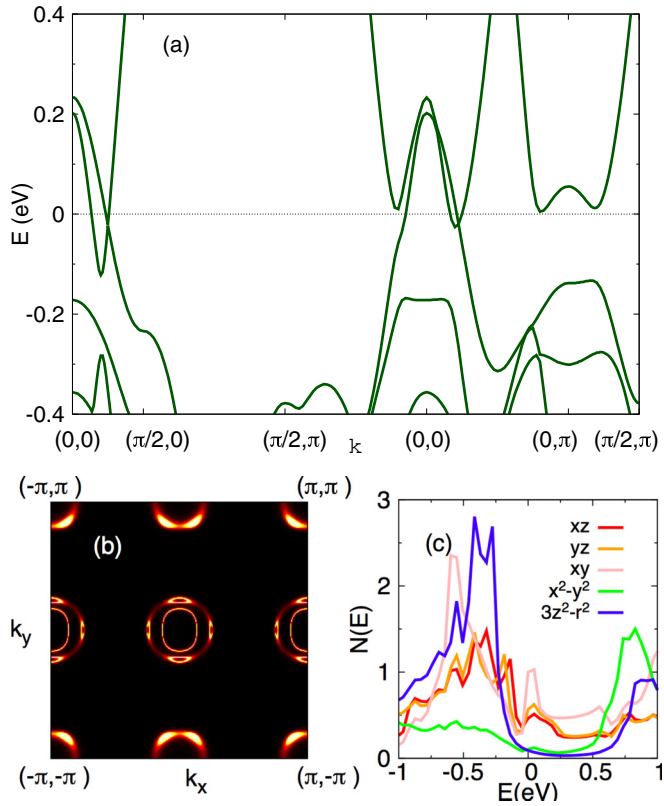 (a)
E (eV)
0.4
0.2
0
-0.2
-0.4
(0,0) (π/2,0) (π/2,π) k (0,0) (0,π) (π/2,π)
(-π,π ) (π,π)
(b)
k_y
(-π,-π ) k_x (π,-π )
(c)
N(E)
3
2
1
0
xz
yz
xy
x²-y²
3z²-r²
-1 -0.5 0 0.5 1
E(eV)